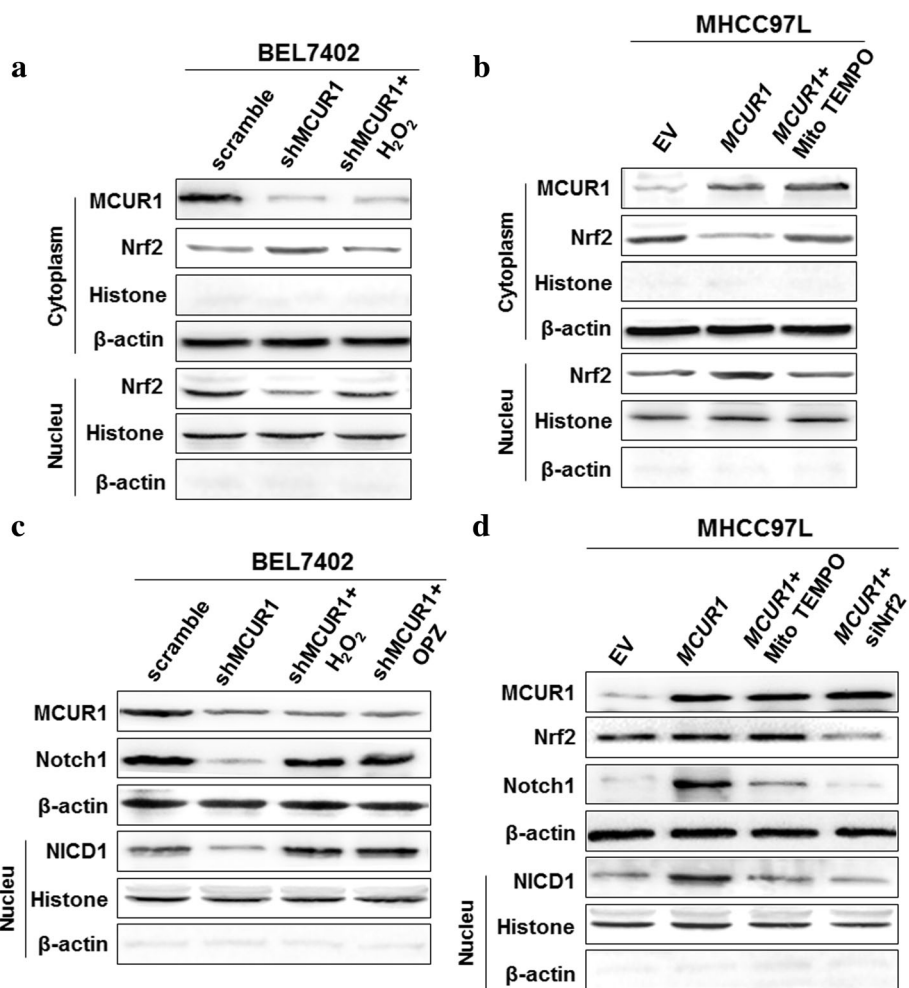 a
BEL7402
scramble
shMCUR1
shMCUR1+
H₂O₂
Cytoplasm
MCUR1
Nrf2
Histone
β-actin
Nucleu
Nrf2
Histone
β-actin
b
MHCC97L
EV
MCUR1
MCUR1+
Mito TEMPO
Cytoplasm
MCUR1
Nrf2
Histone
β-actin
Nucleu
Nrf2
Histone
β-actin
c
BEL7402
scramble
shMCUR1
shMCUR1+
H₂O₂
shMCUR1+
OPZ
MCUR1
Notch1
β-actin
Nucleu
NICD1
Histone
β-actin
d
MHCC97L
EV
MCUR1
MCUR1+
Mito TEMPO
MCUR1+
siNrf2
MCUR1
Nrf2
Notch1
β-actin
Nucleu
NICD1
Histone
β-actin